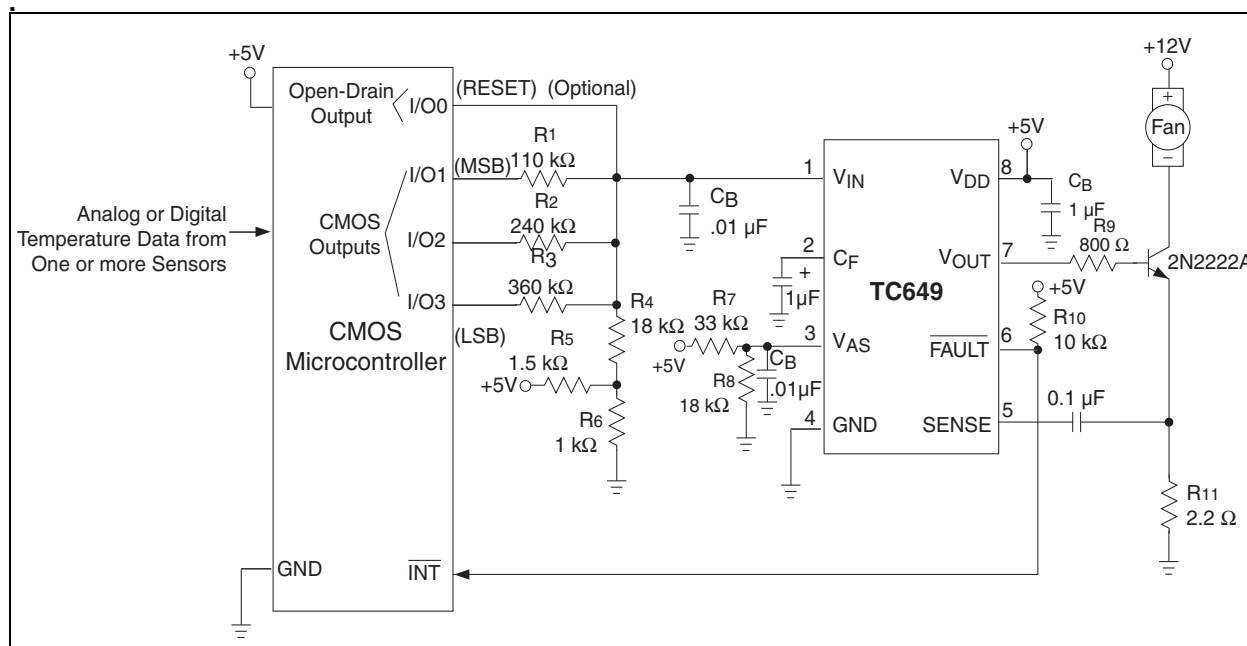 +5V
Open-Drain
Output
I/O0
(RESET) (Optional)
Analog or Digital
Temperature Data from
One or more Sensors
CMOS
Outputs
I/O1
(MSB)
I/O2
I/O3
(LSB)
CMOS
Microcontroller
GND
INT
R1
110 kΩ
R2
240 kΩ
R3
360 kΩ
R4
18 kΩ
R5
1.5 kΩ
+5V
R6
1 kΩ
CB
.01 µF
1
VIN
2
CF
+
1µF
R7
33 kΩ
+5V
3
VAS
R8
18 kΩ
CB
.01µF
4
GND
TC649
+5V
8
VDD
CB
1 µF
7
VOUT
R9
800 Ω
2N2222A
+12V
+
Fan
–
+5V
R10
10 kΩ
6
FAULT
5
SENSE
0.1 µF
R11
2.2 Ω